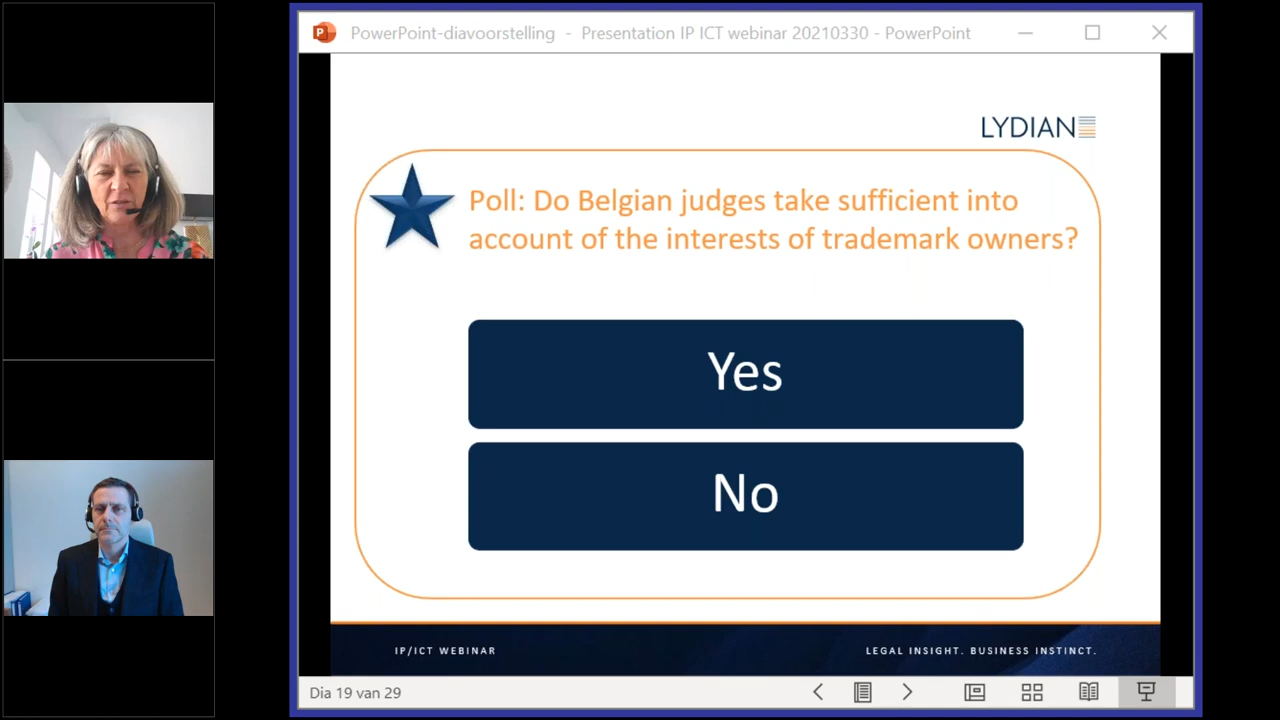 PowerPoint-diavoorstelling - Presentation IP ICT webinar 20210330 - PowerPoint
LYDIAN
Poll: Do Belgian judges take sufficient into
account of the interests of trademark owners?
Yes
No
IP/ICT WEBINAR
LEGAL INSIGHT. BUSINESS INSTINCT.
Dia 19 van 29